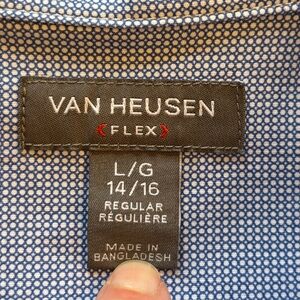 VAN HEUSEN
FLEX
L/G
14/16
REGULAR
RÉGULIÈRE
MADE IN
BANGLADESH